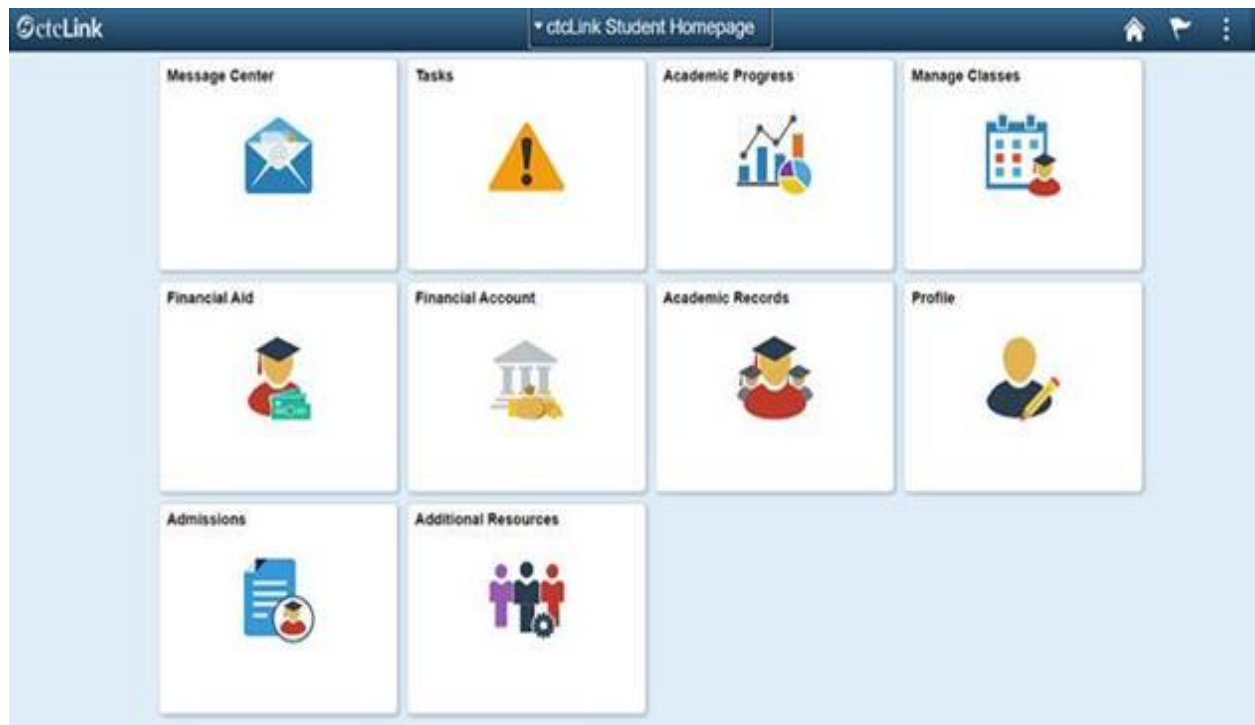 ctcLink
ctcLink Student Homepage
Message Center
Tasks
Academic Progress
Manage Classes
Financial Aid
Financial Account
Academic Records
Profile
Admissions
Additional Resources